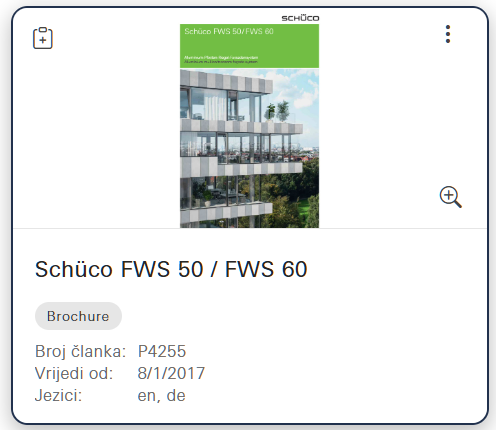 SCHÜCO
Schüco FWS 50/FWS 60
Schüco FWS 50 / FWS 60
Brochure
Broj članka: P4255
Vrijedi od: 8/1/2017
Jezici: en, de